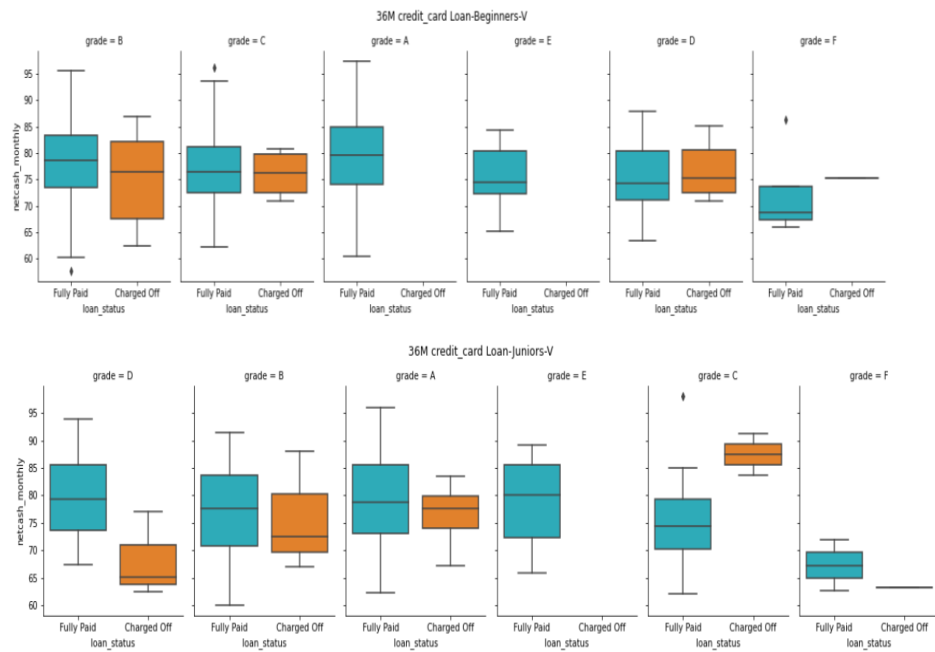 36M credit_card Loan-Beginners-V
grade = B grade = C grade = A grade = E grade = D grade = F
netcash_monthly
95
90
85
80
75
70
65
60
Fully Paid Charged Off Fully Paid Charged Off Fully Paid Charged Off Fully Paid Charged Off Fully Paid Charged Off Fully Paid Charged Off
loan_status loan_status loan_status loan_status loan_status loan_status
36M credit_card Loan-Juniors-V
grade = D grade = B grade = A grade = E grade = C grade = F
netcash_monthly
95
90
85
80
75
70
65
60
Fully Paid Charged Off Fully Paid Charged Off Fully Paid Charged Off Fully Paid Charged Off Fully Paid Charged Off Fully Paid Charged Off
loan_status loan_status loan_status loan_status loan_status loan_status